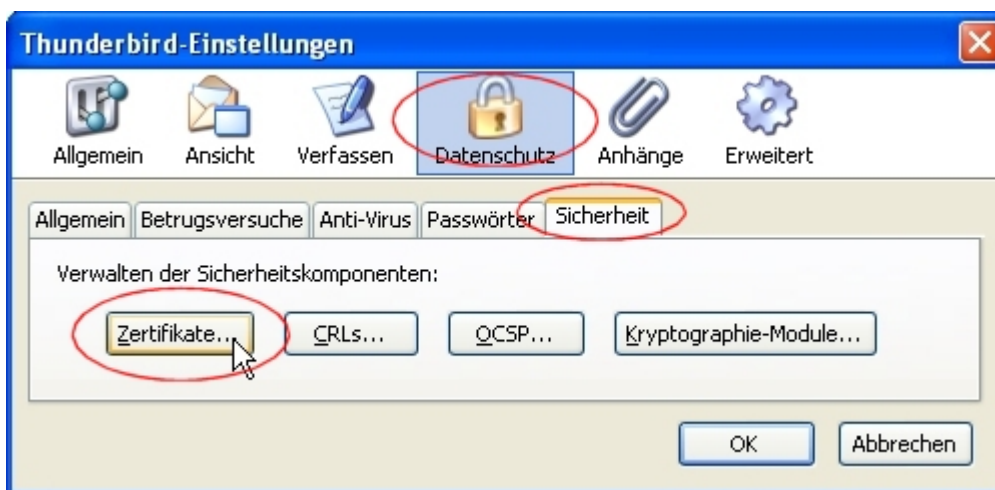 Thunderbird-Einstellungen
Allgemein Ansicht Verfassen Datenschutz Anhänge Erweitert
Allgemein Betrugsversuche Anti-Virus Passwörter Sicherheit
Verwalten der Sicherheitskomponenten:
Zertifikate... CRLs... OCSP... Kryptographie-Module...
OK Abbrechen